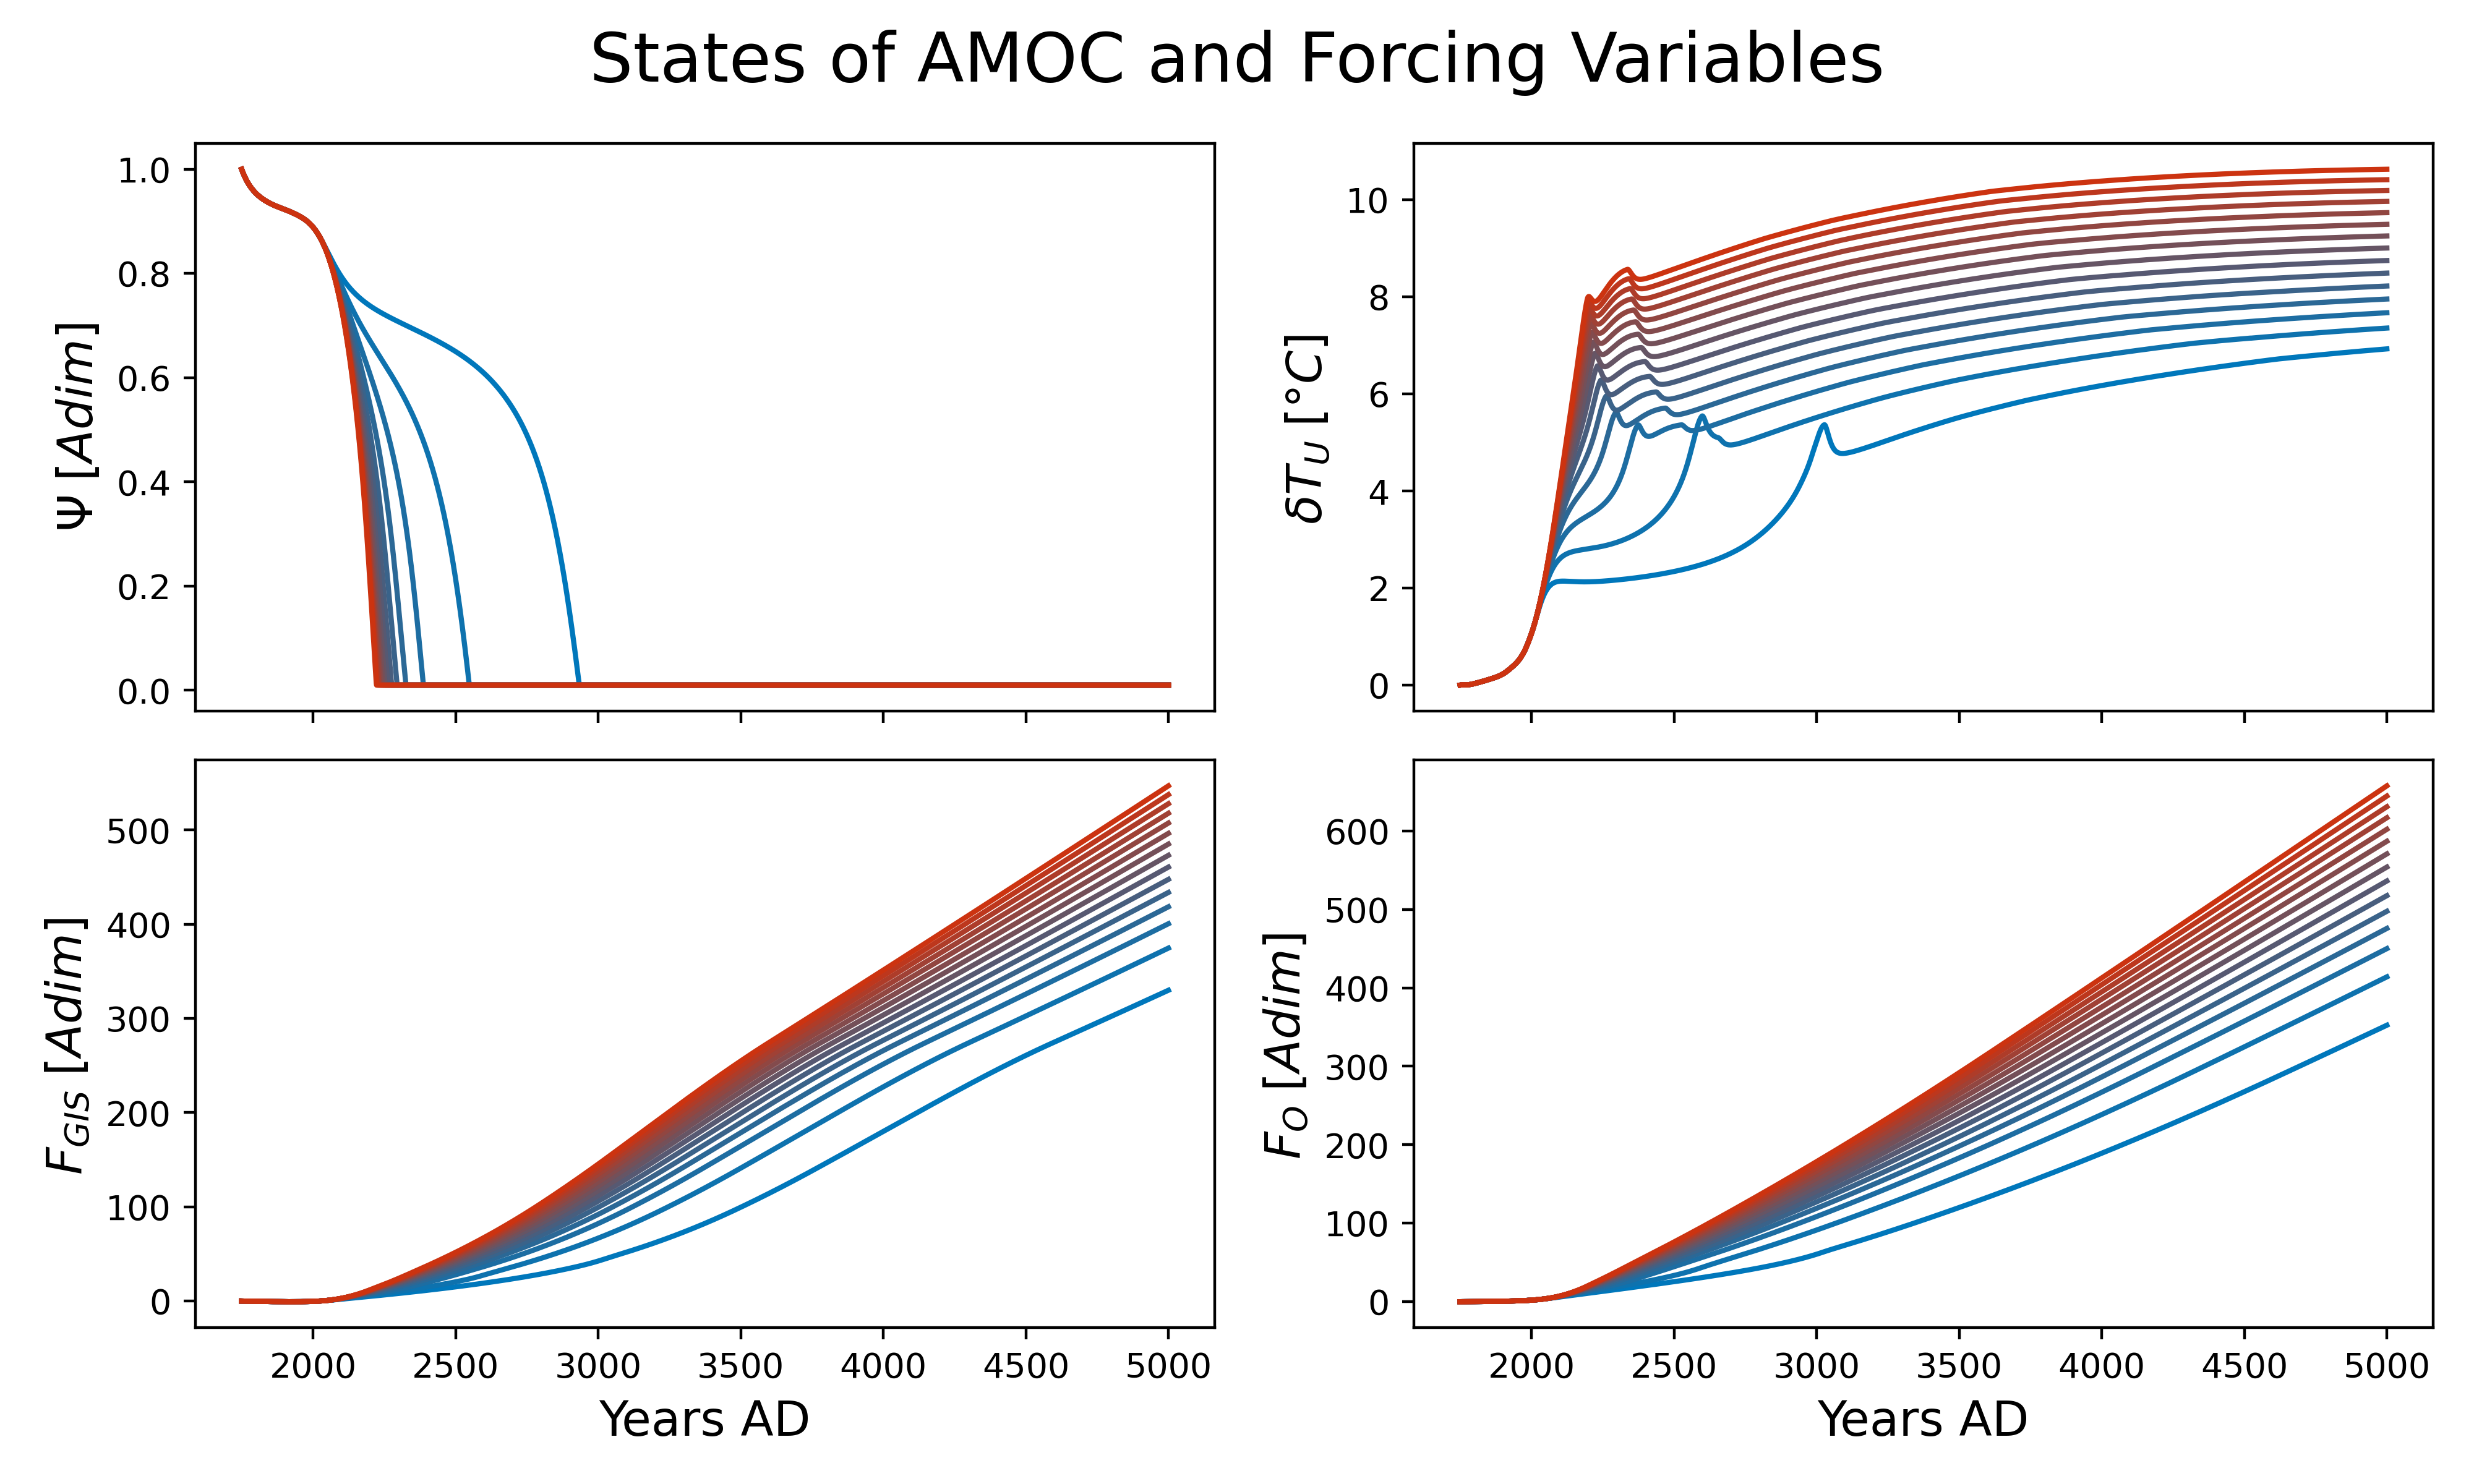 States of AMOC and Forcing Variables
Ψ [Adim]
1.0
0.8
0.6
0.4
0.2
0.0
δT_U [°C]
10
8
6
4
2
0
F_GIS [Adim]
500
400
300
200
100
0
2000 2500 3000 3500 4000 4500 5000
Years AD
F_O [Adim]
600
500
400
300
200
100
0
2000 2500 3000 3500 4000 4500 5000
Years AD